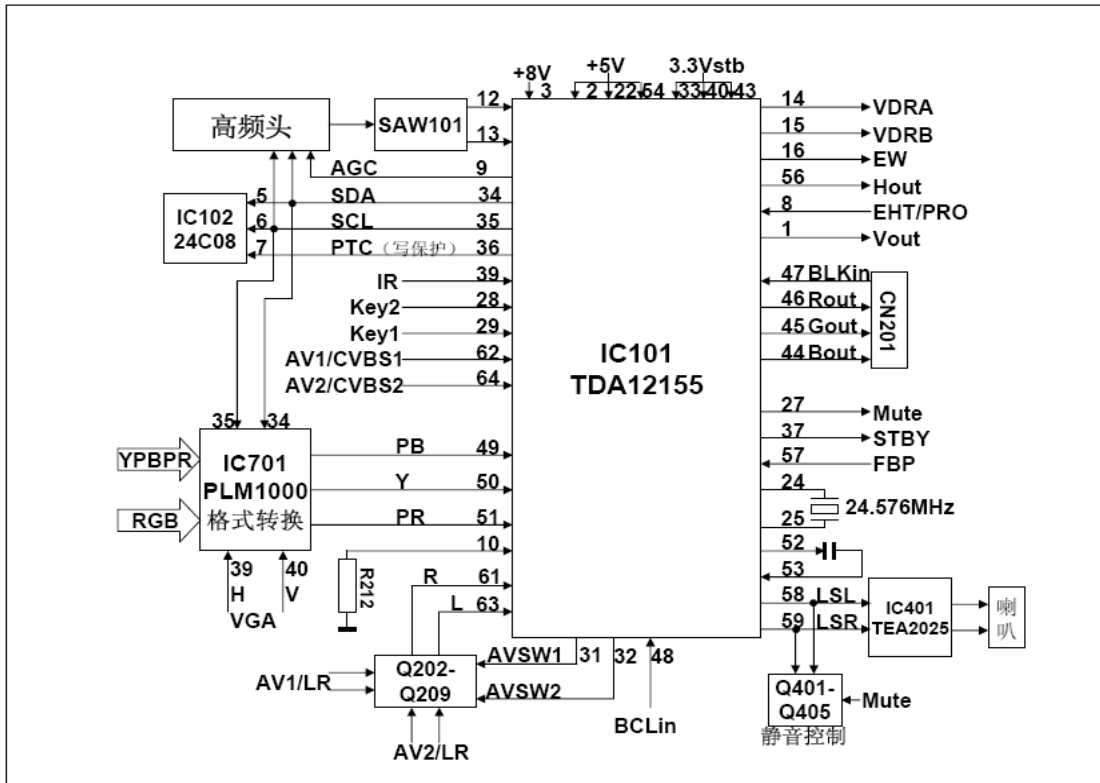 +8V +5V 3.3Vstb
3 2 22 54 33 40 43
高频头
SAW101
12
13
AGC 9
IC102
24C08
5 SDA 34
6 SCL 35
7 PTC（写保护） 36
IR 39
Key2 28
Key1 29
AV1/CVBS1 62
AV2/CVBS2 64
IC101
TDA12155
14 VDRA
15 VDRB
16 EW
56 Hout
8 EHT/PRO
1 Vout
47 BLKin
46 Rout
45 Gout
44 Bout
CN201
27 Mute
37 STBY
57 FBP
24
25
24.576MHz
52
53
58 LSL
59 LSR
IC401
TEA2025
喇
叭
Q401-
Q405
Mute
静音控制
35 34
YPBPR
RGB
IC701
PLM1000
格式转换
PB 49
Y 50
PR 51
10
R212
R 61
L 63
39 40
H V
VGA
Q202-
Q209
AV1/LR
AV2/LR
AVSW1 31
AVSW2 32
48
BCLin